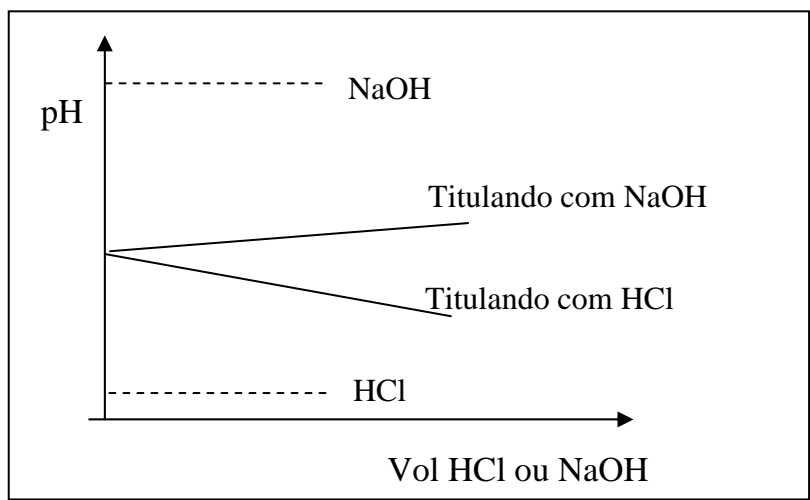 NaOH
pH
Titulando com NaOH
Titulando com HCl
HCl
Vol HCl ou NaOH